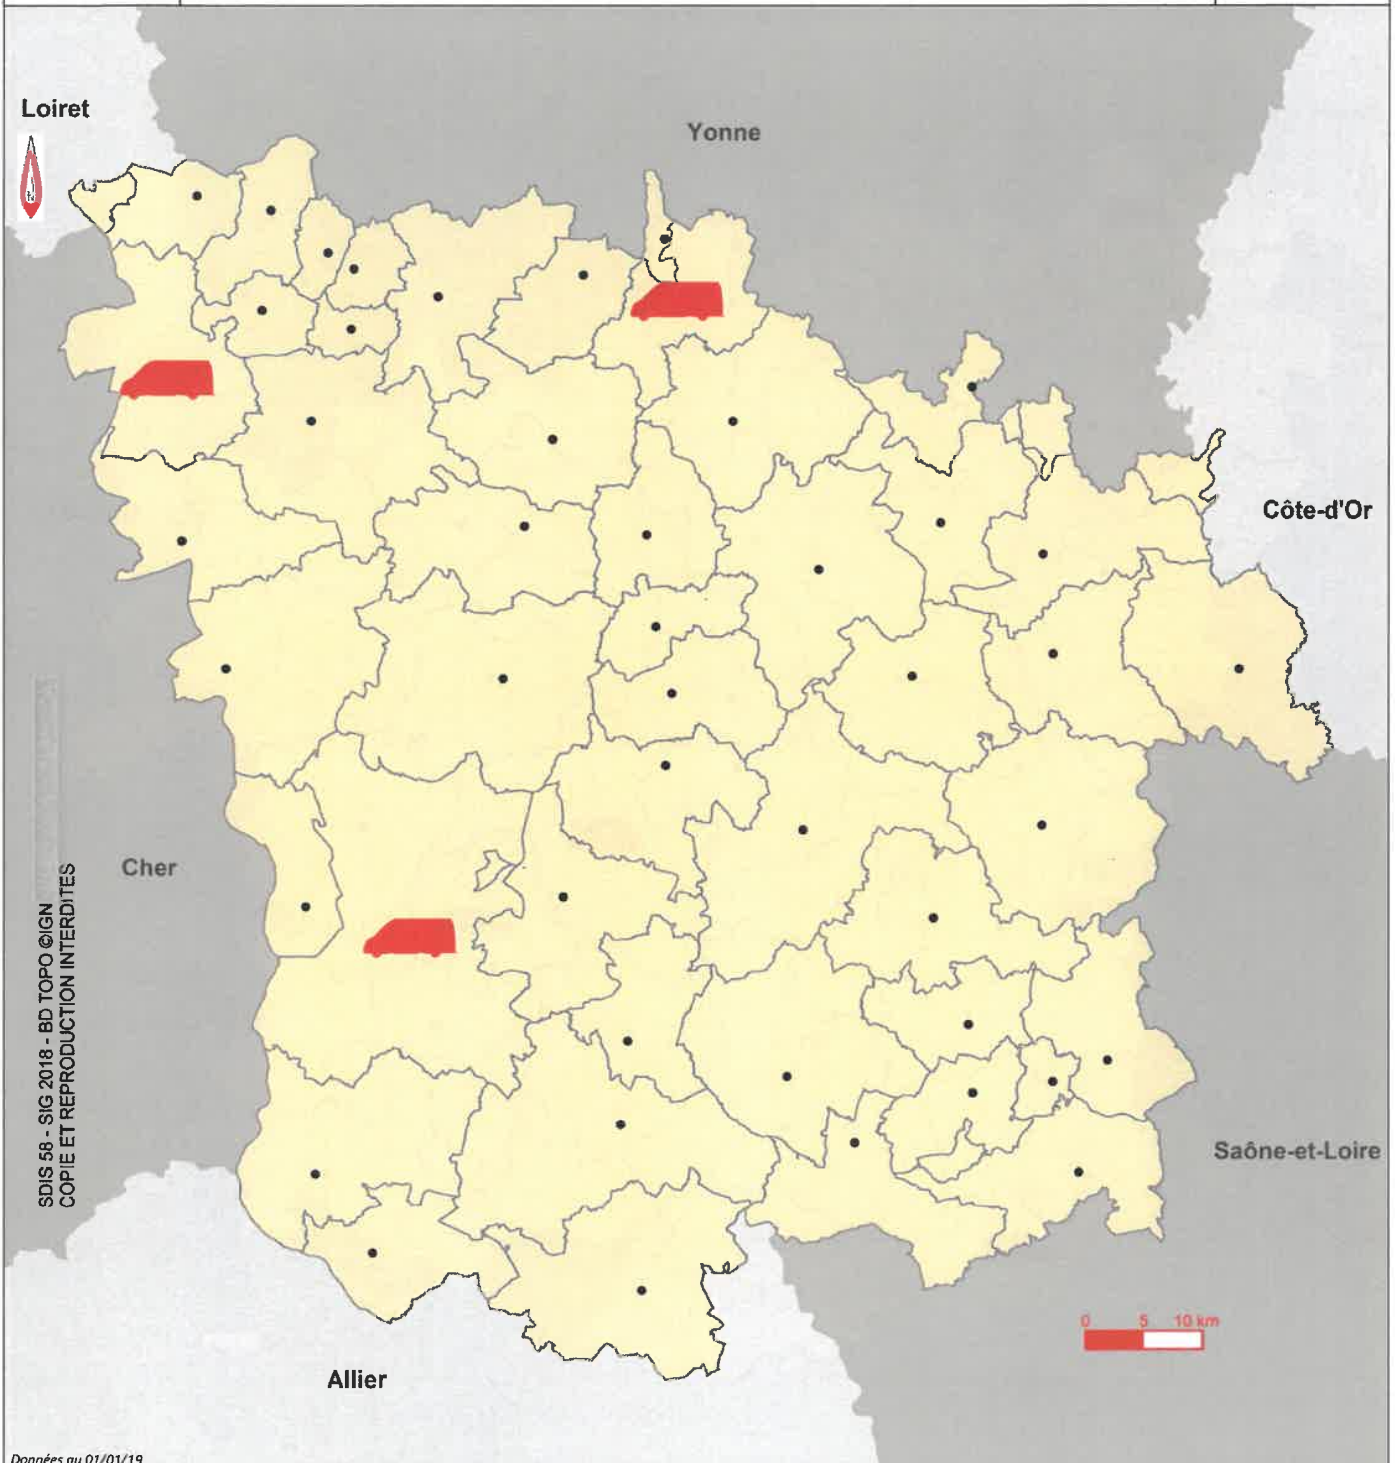 Loiret
Yonne
Côte-d'Or
Cher
SDIS 58 - SIG 2018 - BD TOPO ©IGN
COPIE ET REPRODUCTION INTERDITES
Saône-et-Loire
0 5 10 km
Allier
Données au 01/01/19